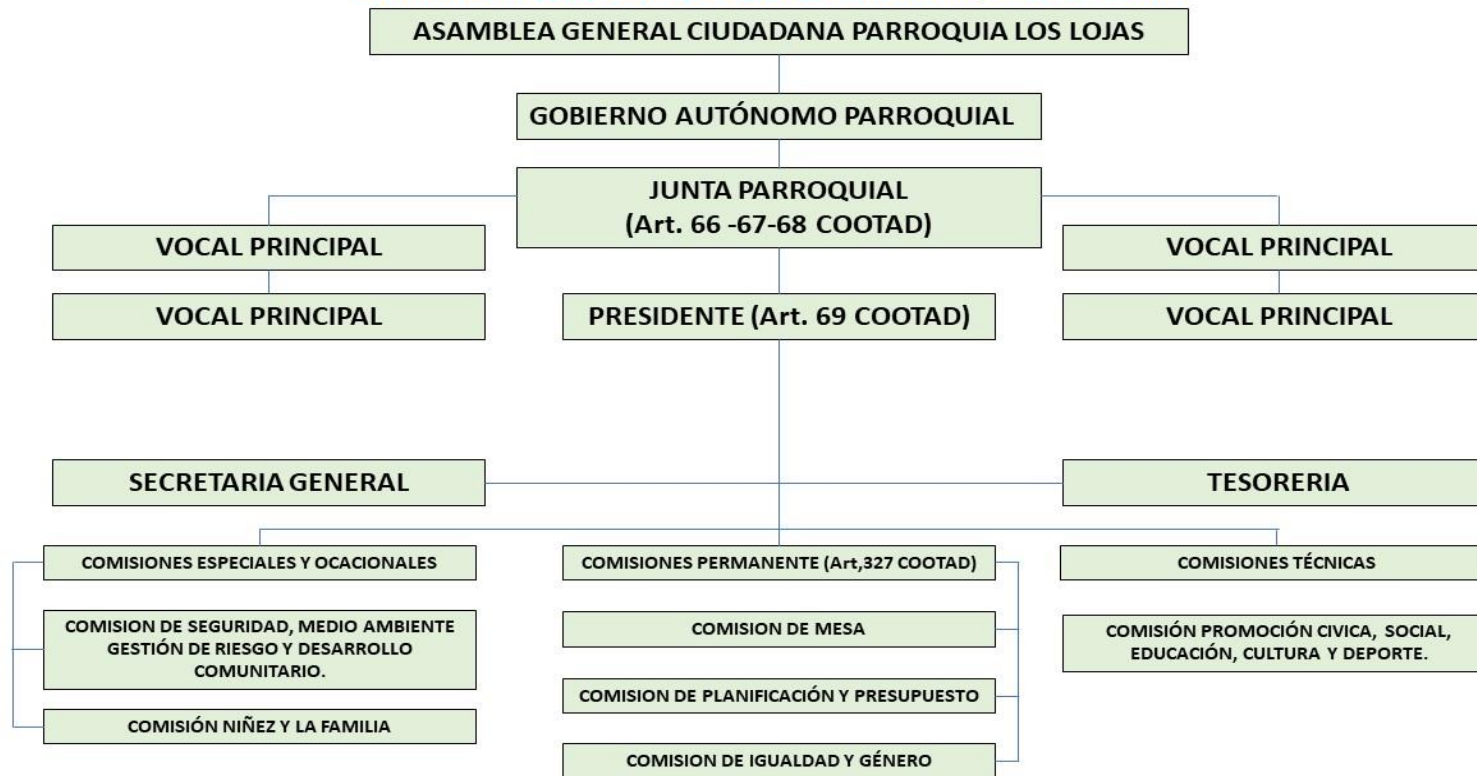 ASAMBLEA GENERAL CIUDADANA PARROQUIA LOS LOJAS
GOBIERNO AUTÓNOMO PARROQUIAL
JUNTA PARROQUIAL
(Art. 66 -67-68 COOTAD)
VOCAL PRINCIPAL
VOCAL PRINCIPAL
VOCAL PRINCIPAL
PRESIDENTE (Art. 69 COOTAD)
VOCAL PRINCIPAL
SECRETARIA GENERAL
TESORERIA
COMISIONES ESPECIALES Y OCACIONALES
COMISIONES PERMANENTE (Art,327 COOTAD)
COMISIONES TÉCNICAS
COMISION DE SEGURIDAD, MEDIO AMBIENTE
GESTIÓN DE RIESGO Y DESARROLLO
COMUNITARIO.
COMISION DE MESA
COMISIÓN PROMOCIÓN CIVICA, SOCIAL,
EDUCACIÓN, CULTURA Y DEPORTE.
COMISION DE PLANIFICACIÓN Y PRESUPUESTO
COMISIÓN NIÑEZ Y LA FAMILIA
COMISION DE IGUALDAD Y GÉNERO